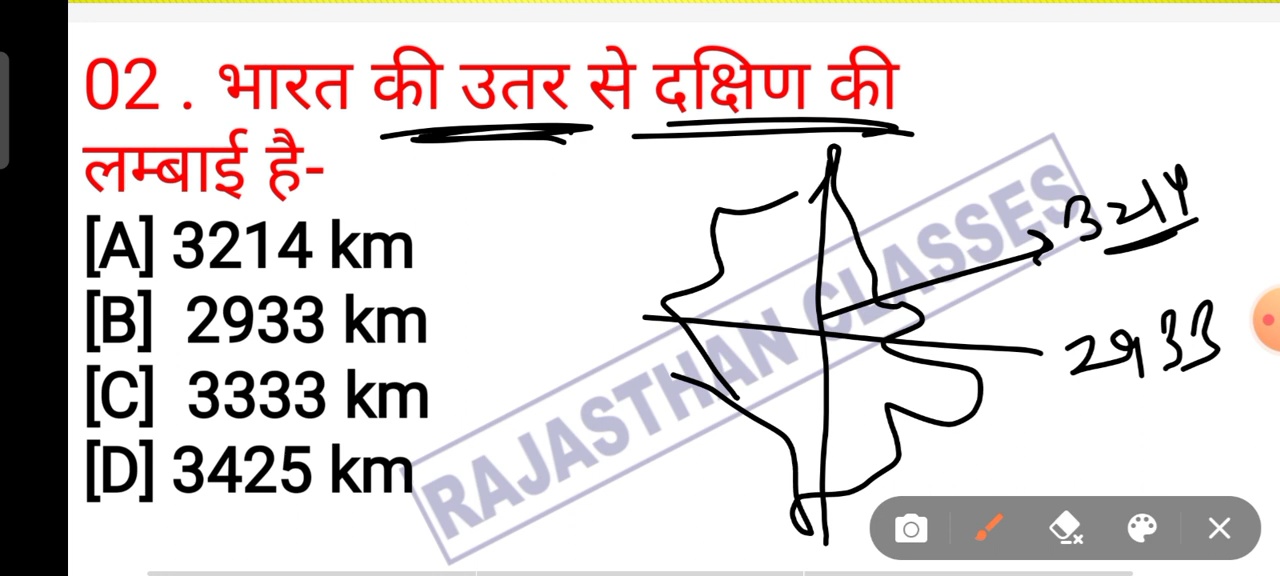 02 . भारत की उतर से दक्षिण की
लम्बाई है-
[A] 3214 km
[B] 2933 km
[C] 3333 km
[D] 3425 km
3214
2933
RAJASTHAN CLASSES